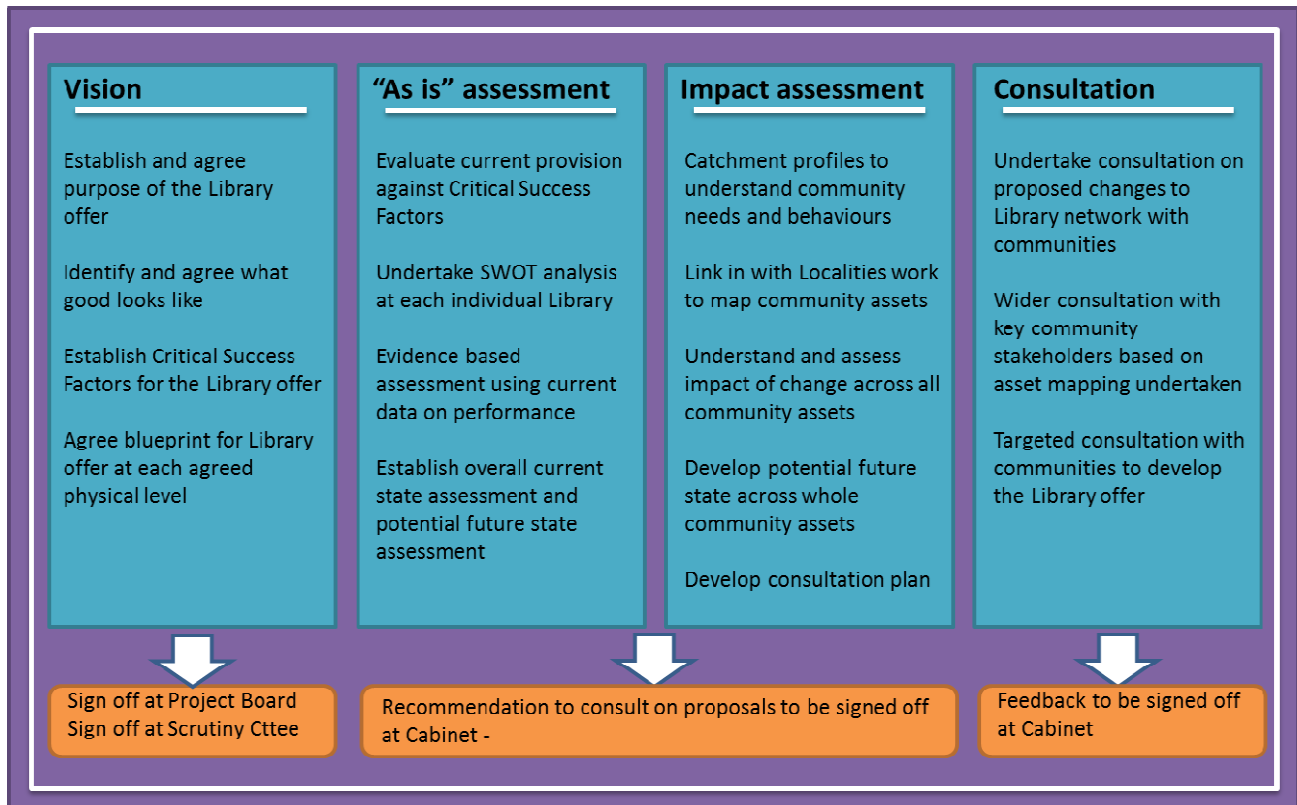 Vision
Establish and agree
purpose of the Library
offer
Identify and agree what
good looks like
Establish Critical Success
Factors for the Library offer
Agree blueprint for Library
offer at each agreed
physical level
“As is” assessment
Evaluate current provision
against Critical Success
Factors
Undertake SWOT analysis
at each individual Library
Evidence based
assessment using current
data on performance
Establish overall current
state assessment and
potential future state
assessment
Impact assessment
Catchment profiles to
understand community
needs and behaviours
Link in with Localities work
to map community assets
Understand and assess
impact of change across all
community assets
Develop potential future
state across whole
community assets
Develop consultation plan
Consultation
Undertake consultation on
proposed changes to
Library network with
communities
Wider consultation with
key community
stakeholders based on
asset mapping undertaken
Targeted consultation with
communities to develop
the Library offer
Sign off at Project Board
Sign off at Scrutiny Cttee
Recommendation to consult on proposals to be signed off
at Cabinet -
Feedback to be signed off
at Cabinet